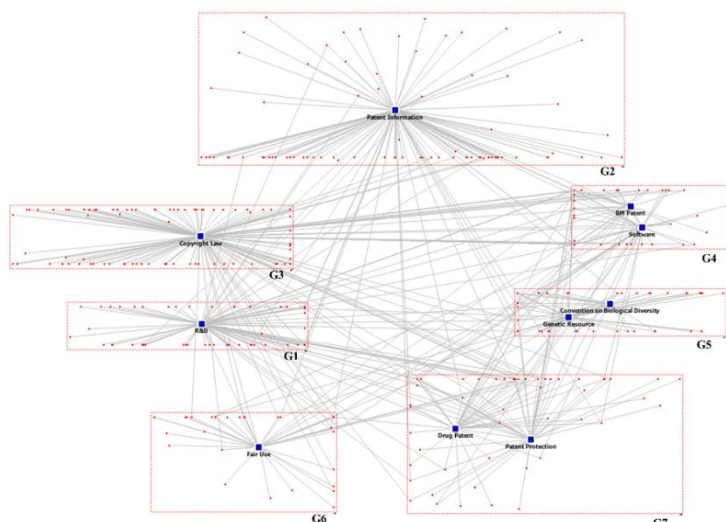 Patent Information
G2
BM Patent
Software
G4
Copyright Law
G3
Convention on Biological Diversity
Genetic Resource
G5
R&D
G1
Drug Patent
Patent Protection
G7
Fair Use
G6